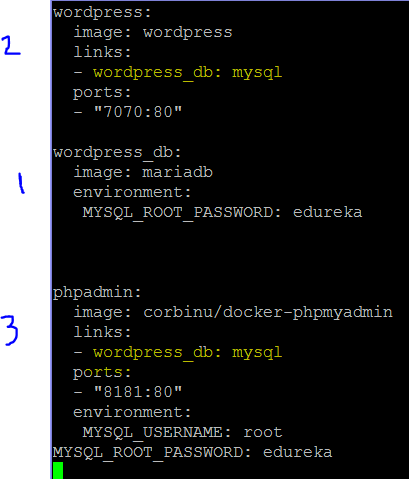 2
wordpress:
  image: wordpress
  links:
  - wordpress_db: mysql
  ports:
  - "7070:80"
1
wordpress_db:
  image: mariadb
  environment:
   MYSQL_ROOT_PASSWORD: edureka
3
phpadmin:
  image: corbinu/docker-phpmyadmin
  links:
  - wordpress_db: mysql
  ports:
  - "8181:80"
  environment:
   MYSQL_USERNAME: root
MYSQL_ROOT_PASSWORD: edureka